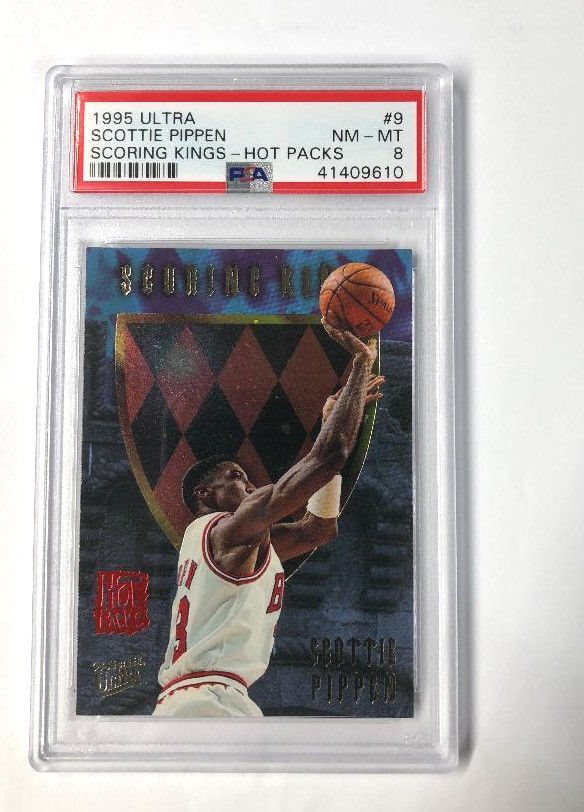 1995 ULTRA #9
SCOTTIE PIPPEN NM - MT
SCORING KINGS - HOT PACKS 8
PSA 41409610
SCORING
HOT
PACKS
ULTRA
SCOTTIE
PIPPEN